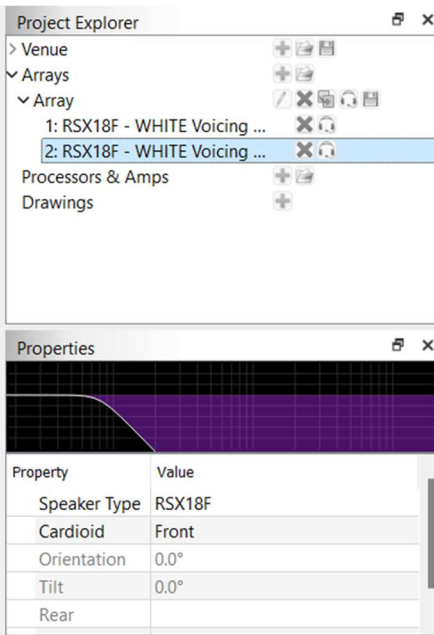 Project Explorer
Venue
Arrays
Array
1: RSX18F - WHITE Voicing ...
2: RSX18F - WHITE Voicing ...
Processors & Amps
Drawings
Properties
Property Value
Speaker Type RSX18F
Cardioid Front
Orientation 0.0°
Tilt 0.0°
Rear